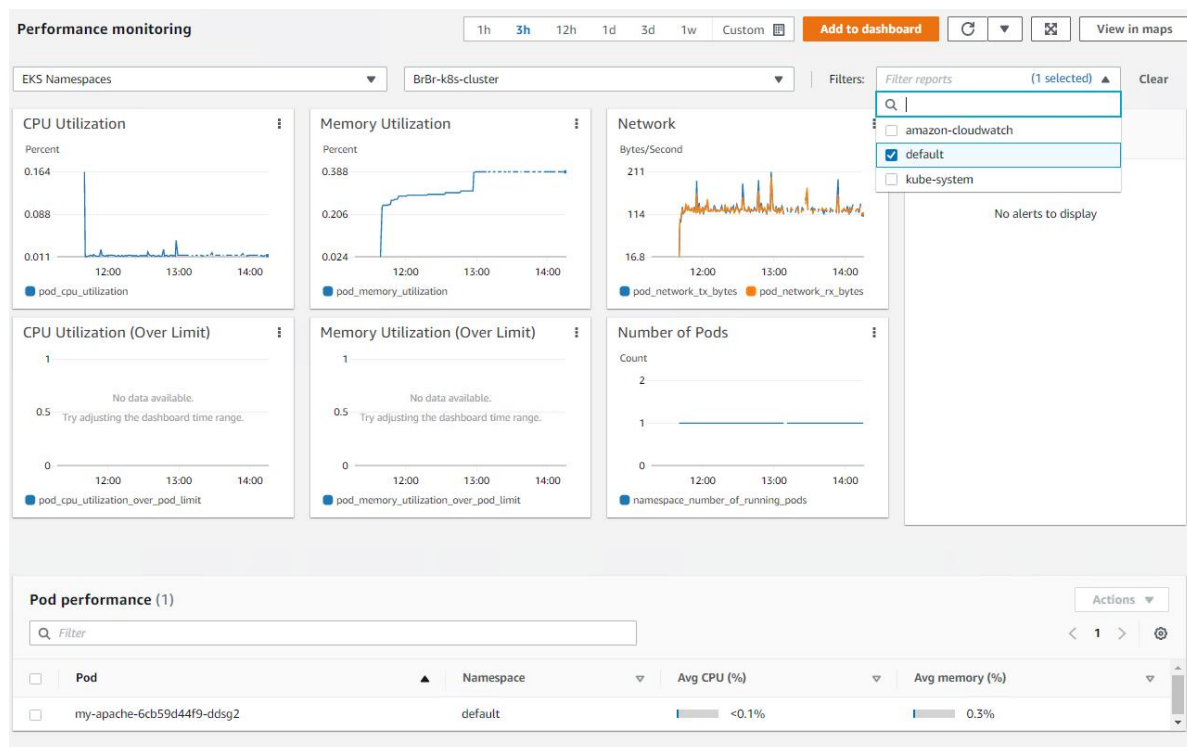 Performance monitoring
1h 3h 12h 1d 3d 1w Custom Add to dashboard View in maps
EKS Namespaces BrBr-k8s-cluster Filters: Filter reports (1 selected) Clear
amazon-cloudwatch
default
kube-system
No alerts to display
CPU Utilization
Percent
0.164
0.088
0.011
12:00 13:00 14:00
pod_cpu_utilization
Memory Utilization
Percent
0.388
0.206
0.024
12:00 13:00 14:00
pod_memory_utilization
Network
Bytes/Second
211
114
16.8
12:00 13:00 14:00
pod_network_tx_bytes pod_network_rx_bytes
CPU Utilization (Over Limit)
1
No data available.
0.5 Try adjusting the dashboard time range.
0
12:00 13:00 14:00
pod_cpu_utilization_over_pod_limit
Memory Utilization (Over Limit)
1
No data available.
0.5 Try adjusting the dashboard time range.
0
12:00 13:00 14:00
pod_memory_utilization_over_pod_limit
Number of Pods
Count
2
1
0
12:00 13:00 14:00
namespace_number_of_running_pods
Pod performance (1)
Actions
Filter
1
Pod Namespace Avg CPU (%) Avg memory (%)
my-apache-6cb59d44f9-ddsg2 default <0.1% 0.3%